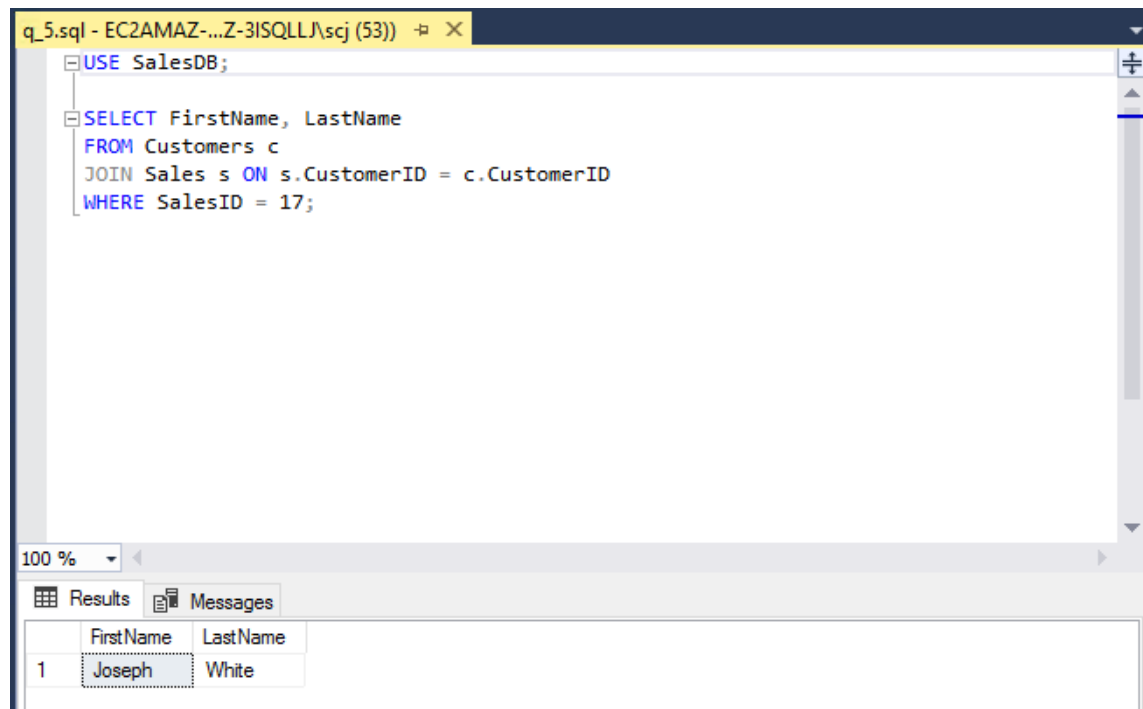 q_5.sql - EC2AMAZ-...Z-3ISQLLJ\scj (53))
USE SalesDB;
SELECT FirstName, LastName
FROM Customers c
JOIN Sales s ON s.CustomerID = c.CustomerID
WHERE SalesID = 17;
100 %
Results Messages
FirstName LastName
1 Joseph White